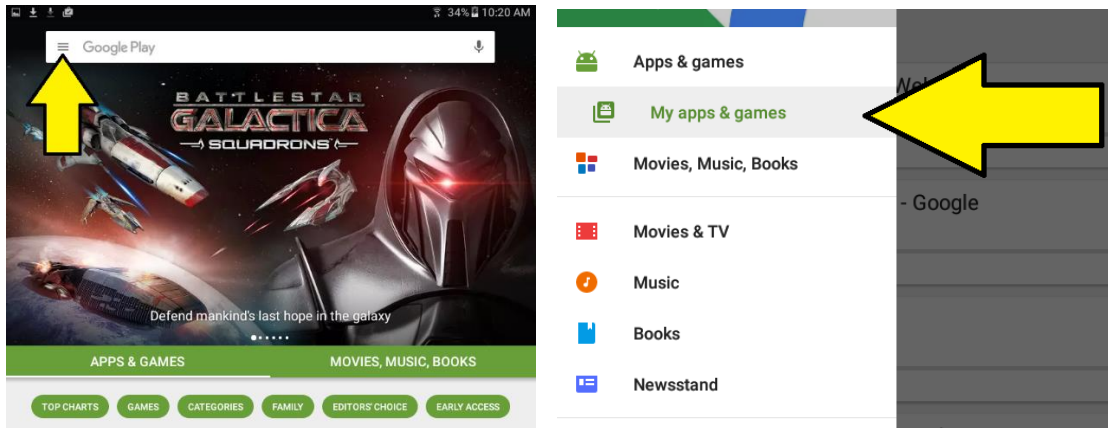 34% 10:20 AM
Google Play
BATTLESTAR
GALACTICA
SQUADRONS
Defend mankind's last hope in the galaxy
APPS & GAMES
MOVIES, MUSIC, BOOKS
TOP CHARTS
GAMES
CATEGORIES
FAMILY
EDITORS' CHOICE
EARLY ACCESS
Apps & games
My apps & games
Movies, Music, Books
Movies & TV
Music
Books
Newsstand
- Google